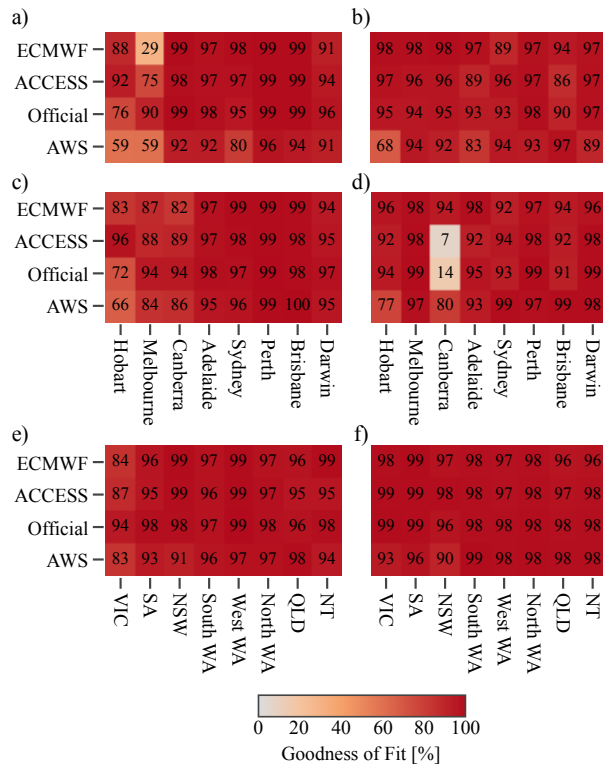 a) b)
ECMWF 88 29 99 97 98 99 99 91 98 98 98 97 89 97 94 97
ACCESS 92 75 98 97 97 99 99 94 97 96 96 89 96 97 86 97
Official 76 90 99 98 95 99 99 96 95 94 95 93 93 98 90 97
AWS 59 59 92 92 80 96 94 91 68 94 92 83 94 93 97 89
c) d)
ECMWF 83 87 82 97 99 99 99 94 96 98 94 98 92 97 94 96
ACCESS 96 88 89 97 98 99 98 95 92 98 7 92 94 98 92 98
Official 72 94 94 98 97 99 98 97 94 99 14 95 93 99 91 99
AWS 66 84 86 95 96 99 100 95 77 97 80 93 99 97 99 98
Hobart Melbourne Canberra Adelaide Sydney Perth Brisbane Darwin Hobart Melbourne Canberra Adelaide Sydney Perth Brisbane Darwin
e) f)
ECMWF 84 96 99 97 99 97 96 99 98 99 97 98 97 98 96 96
ACCESS 87 95 99 96 99 97 95 95 99 99 98 98 97 98 97 98
Official 94 98 98 97 99 98 96 98 99 99 96 98 98 98 98 98
AWS 83 93 91 96 97 97 98 94 93 96 90 99 98 98 98 98
VIC SA NSW South WA West WA North WA QLD NT VIC SA NSW South WA West WA North WA QLD NT
0 20 40 60 80 100
Goodness of Fit [%]